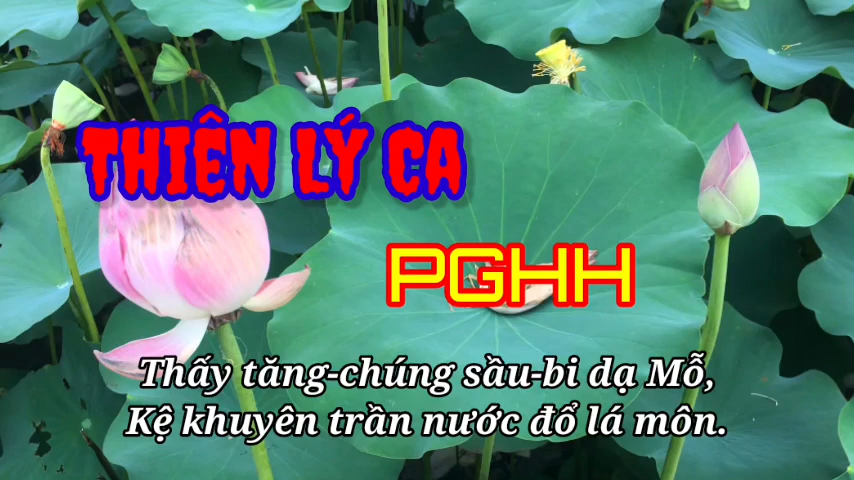 THIÊN LÝ CA
PGHH
Thấy tăng-chúng sầu-bi dạ Mỗ,
Kệ khuyên trần nước đổ lá môn.